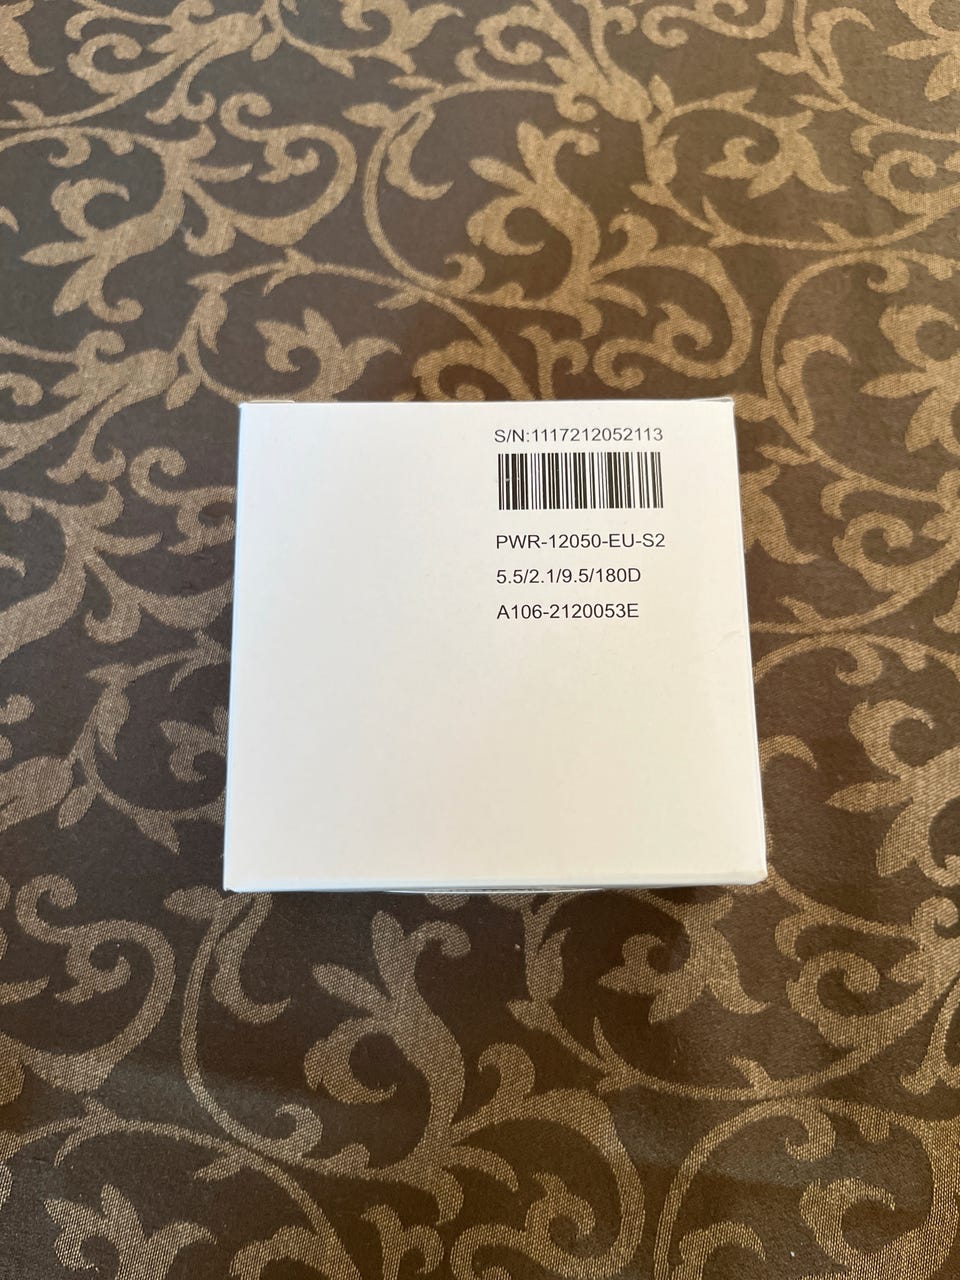 S/N:1117212052113
PWR-12050-EU-S2
5.5/2.1/9.5/180D
A106-2120053E